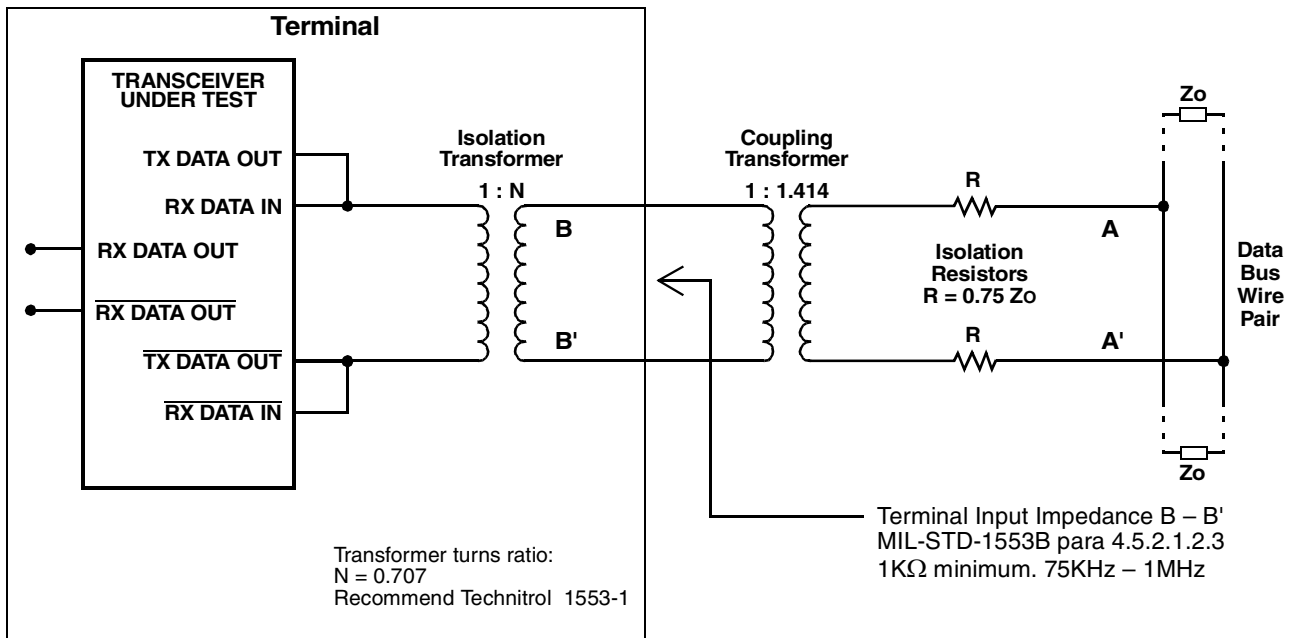 Terminal
TRANSCEIVER
UNDER TEST
TX DATA OUT
RX DATA IN
RX DATA OUT
RX DATA OUT
TX DATA OUT
RX DATA IN
Isolation
Transformer
1 : N
B
B'
Coupling
Transformer
1 : 1.414
R
Isolation
Resistors
R = 0.75 ZO
R
A
A'
Zo
Data
Bus
Wire
Pair
Zo
Terminal Input Impedance B – B'
MIL-STD-1553B para 4.5.2.1.2.3
1KΩ minimum. 75KHz – 1MHz
Transformer turns ratio:
N = 0.707
Recommend Technitrol 1553-1